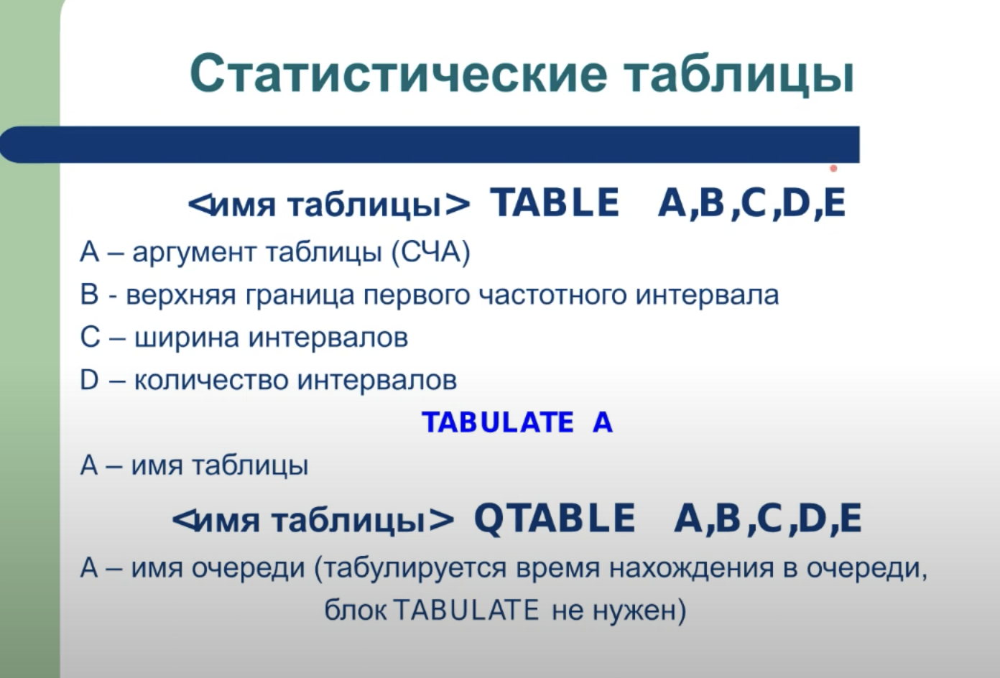 Статистические таблицы
<имя таблицы> TABLE A,B,C,D,E
A – аргумент таблицы (СЧА)
B - верхняя граница первого частотного интервала
C – ширина интервалов
D – количество интервалов
TABULATE A
A – имя таблицы
<имя таблицы> QTABLE A,B,C,D,E
A – имя очереди (табулируется время нахождения в очереди,
блок TABULATE не нужен)